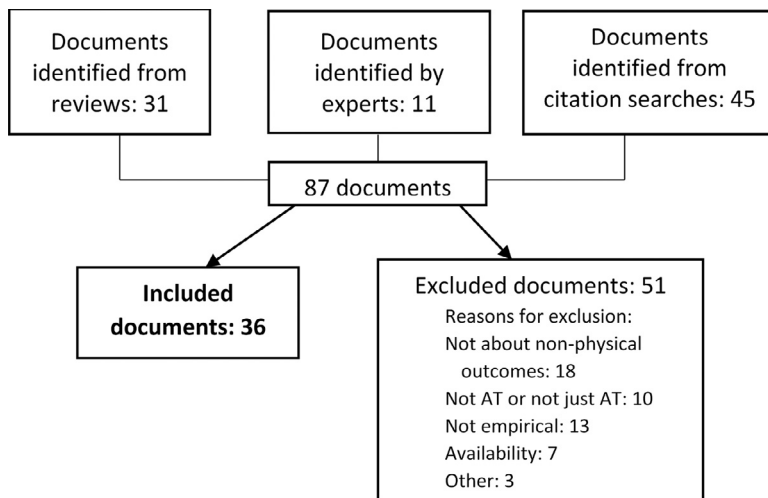 Documents
identified from
reviews: 31
Documents
identified by
experts: 11
Documents
identified from
citation searches: 45
87 documents
Included
documents: 36
Excluded documents: 51
Reasons for exclusion:
Not about non-physical
outcomes: 18
Not AT or not just AT: 10
Not empirical: 13
Availability: 7
Other: 3